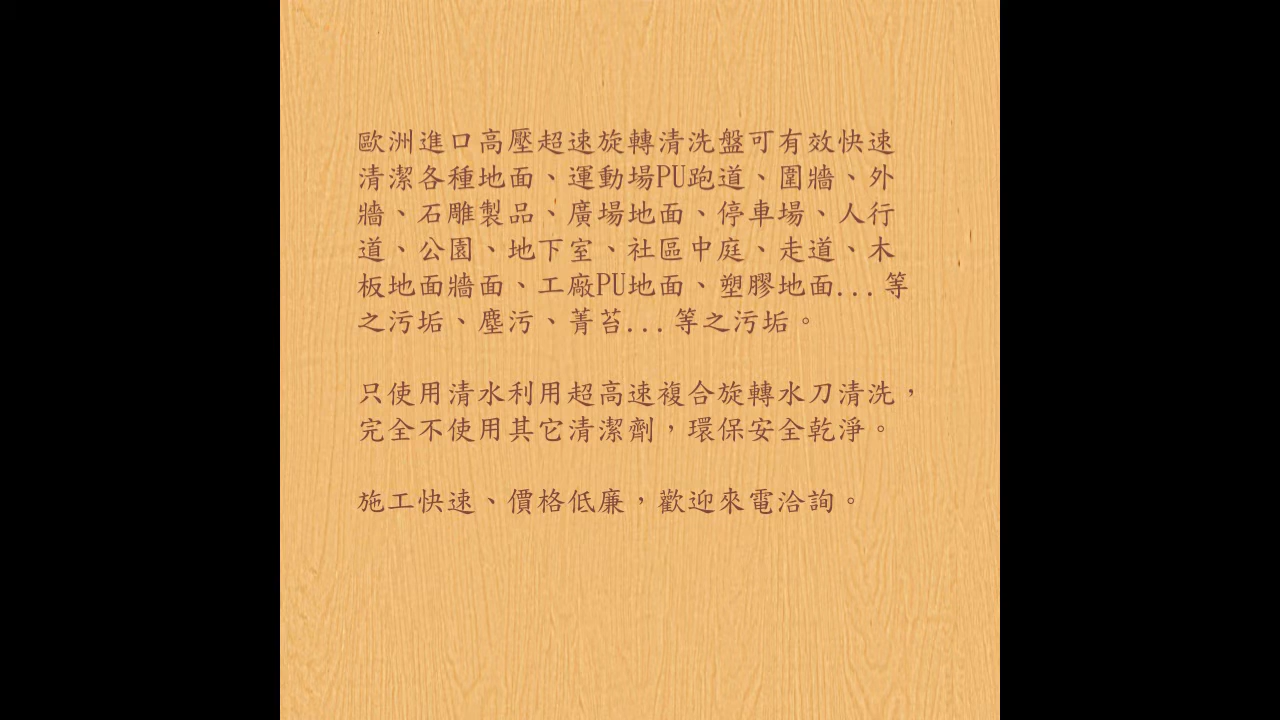 歐洲進口高壓超速旋轉清洗盤可有效快速
清潔各種地面、運動場PU跑道、圍牆、外
牆、石雕製品、廣場地面、停車場、人行
道、公園、地下室、社區中庭、走道、木
板地面牆面、工廠PU地面、塑膠地面...等
之污垢、塵污、菁苔...等之污垢。
只使用清水利用超高速複合旋轉水刀清洗，
完全不使用其它清潔劑，環保安全乾淨。
施工快速、價格低廉，歡迎來電洽詢。